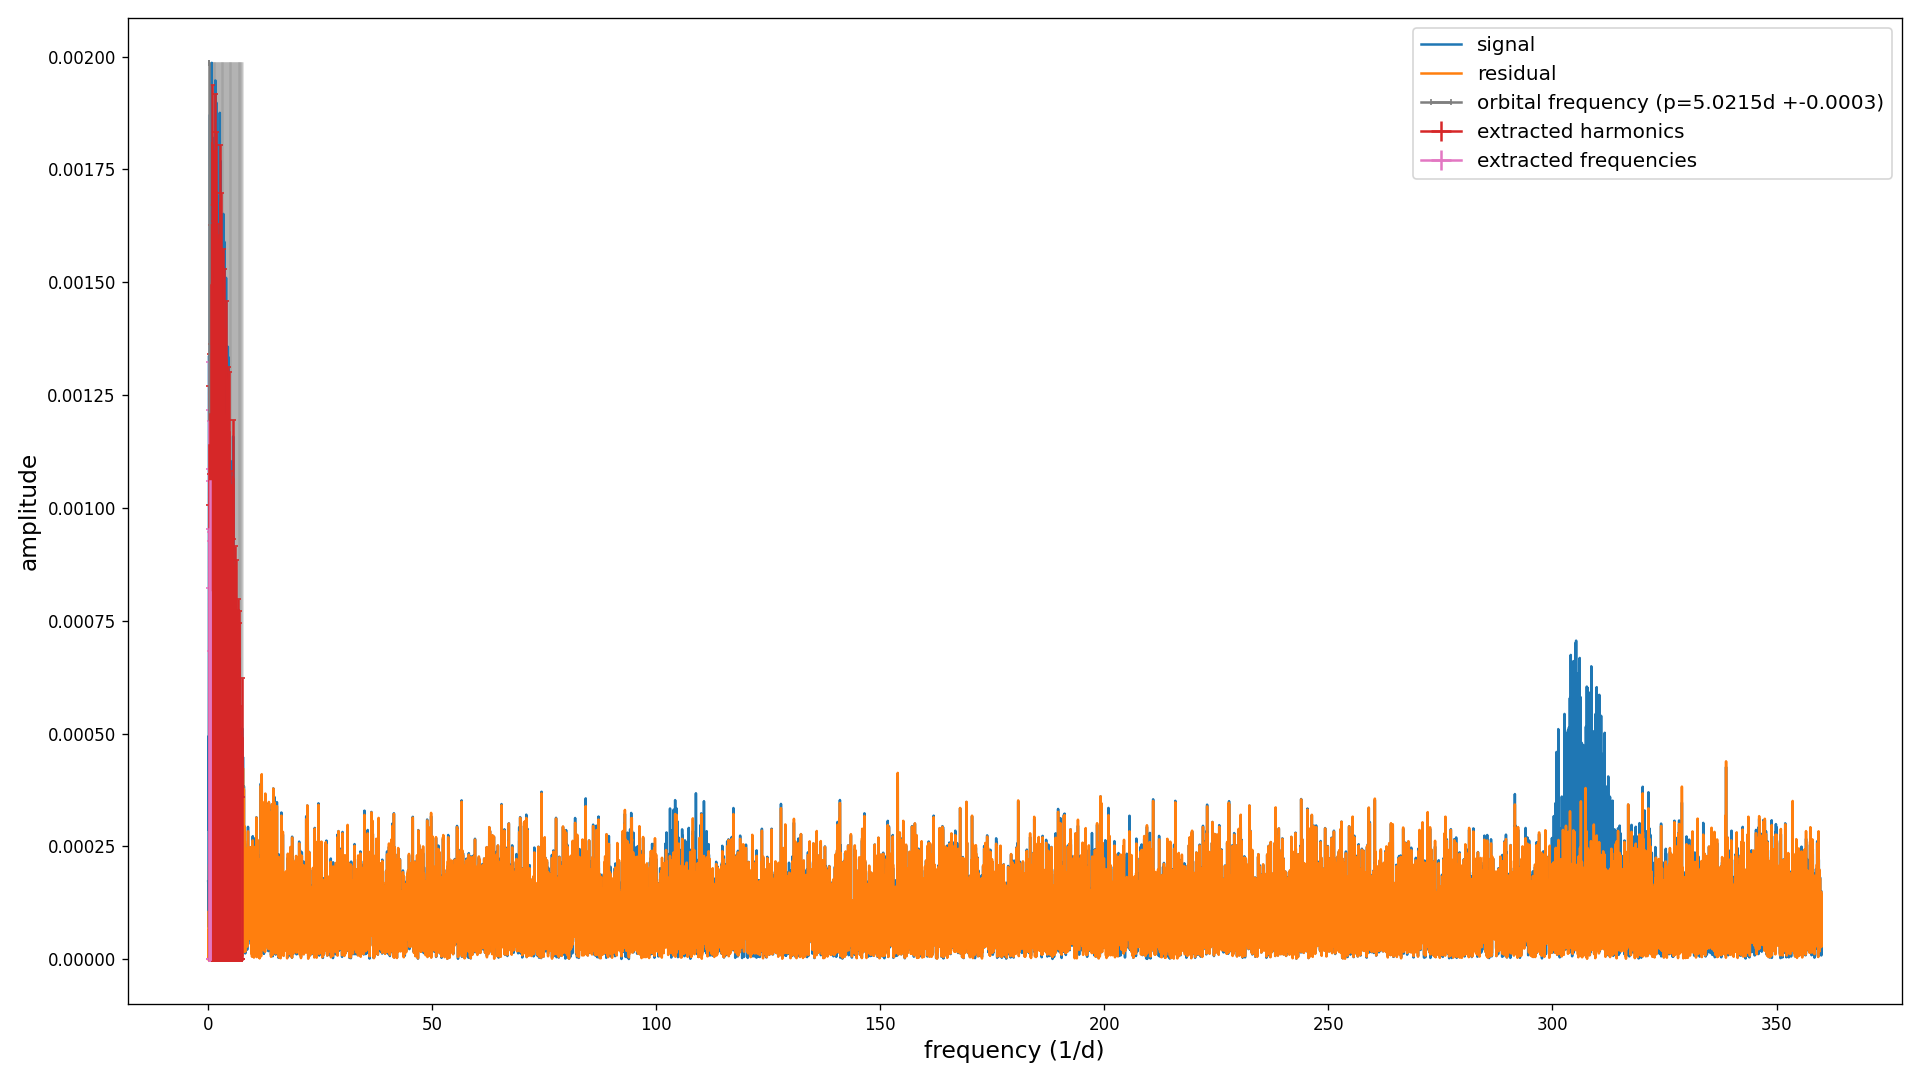 signal
residual
orbital frequency (p=5.0215d +-0.0003)
extracted harmonics
extracted frequencies
amplitude
0.00200
0.00175
0.00150
0.00125
0.00100
0.00075
0.00050
0.00025
0.00000
0 50 100 150 200 250 300 350
frequency (1/d)